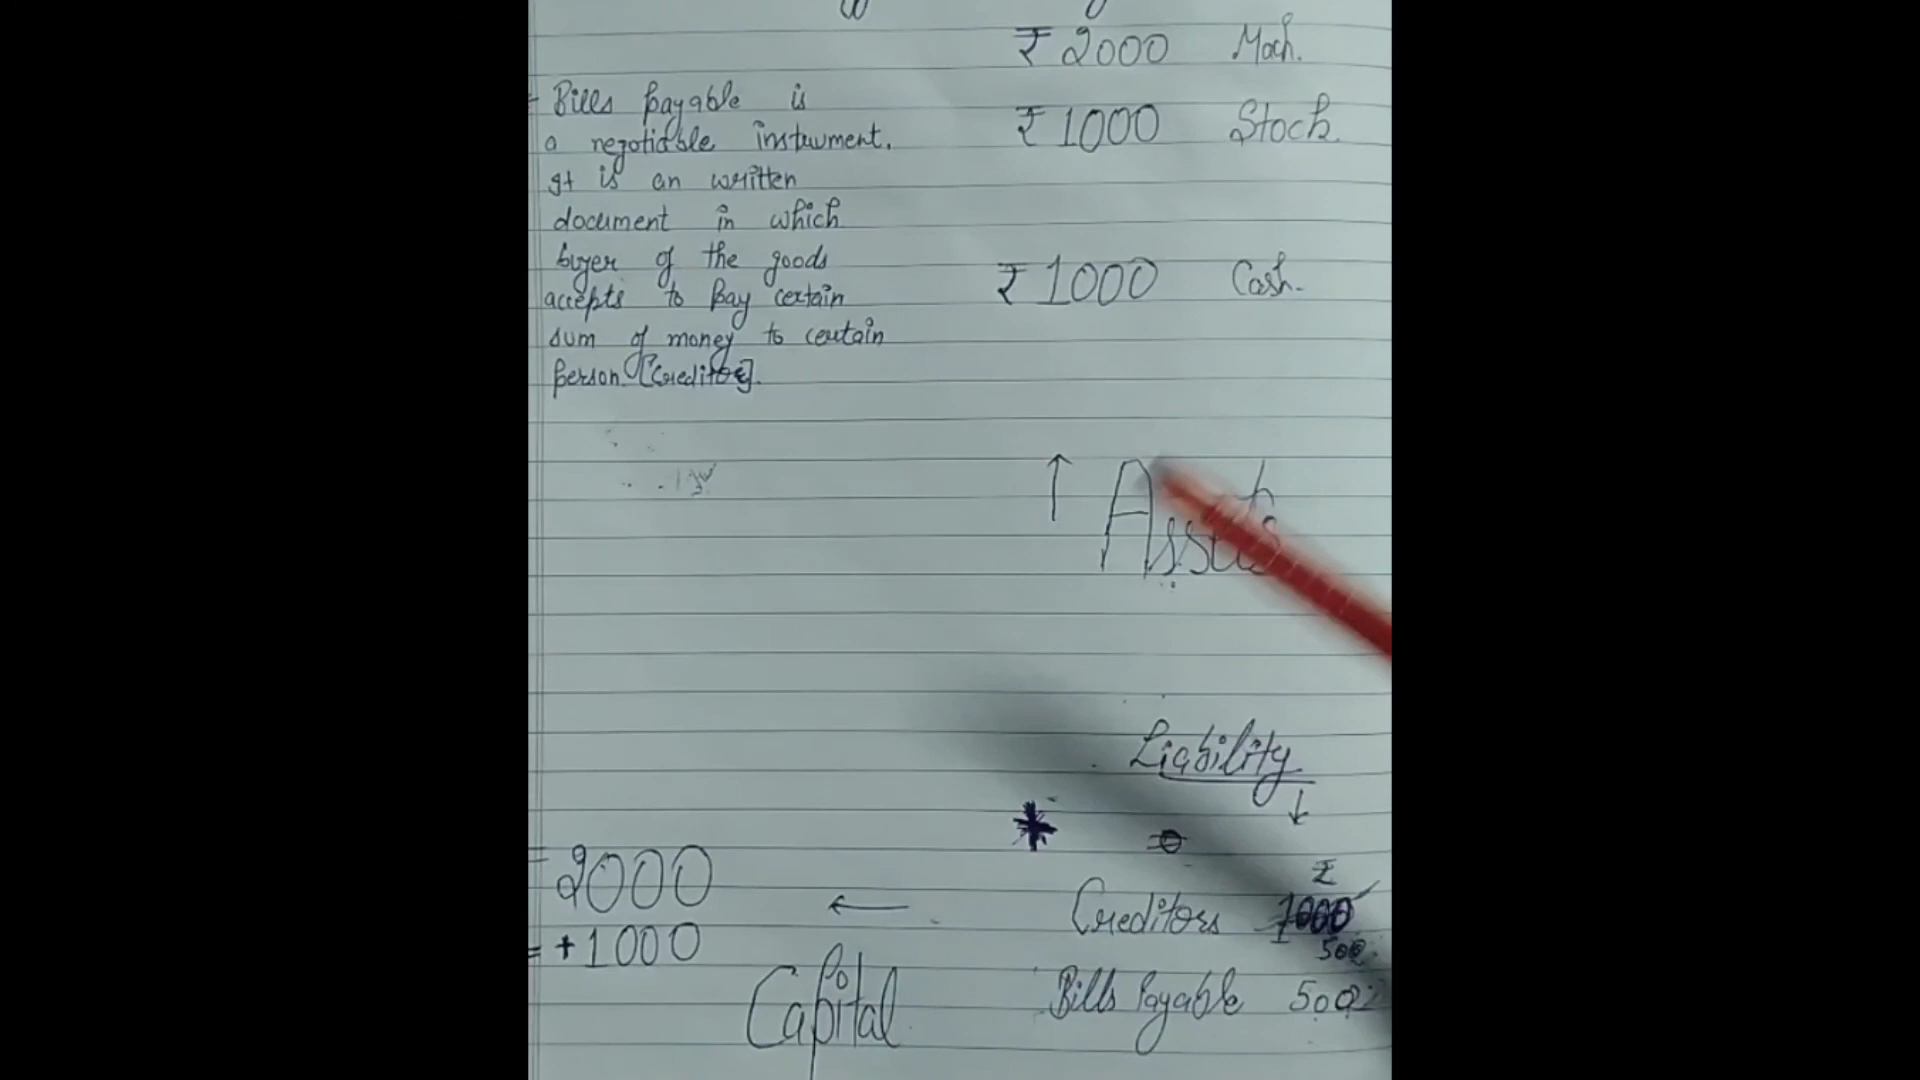 ₹ 2000 Mach.
Bills payable is
₹ 1000 Stock.
a negotiable instrument.
It is an written
document in which
buyer of the goods
₹ 1000 Cash.
accepts to pay certain
sum of money to certain
person [Creditor].
↑ Assets
Liability
↓
2000
₹
← Creditors 1000
+1000
500
Capital
Bills Payable 500